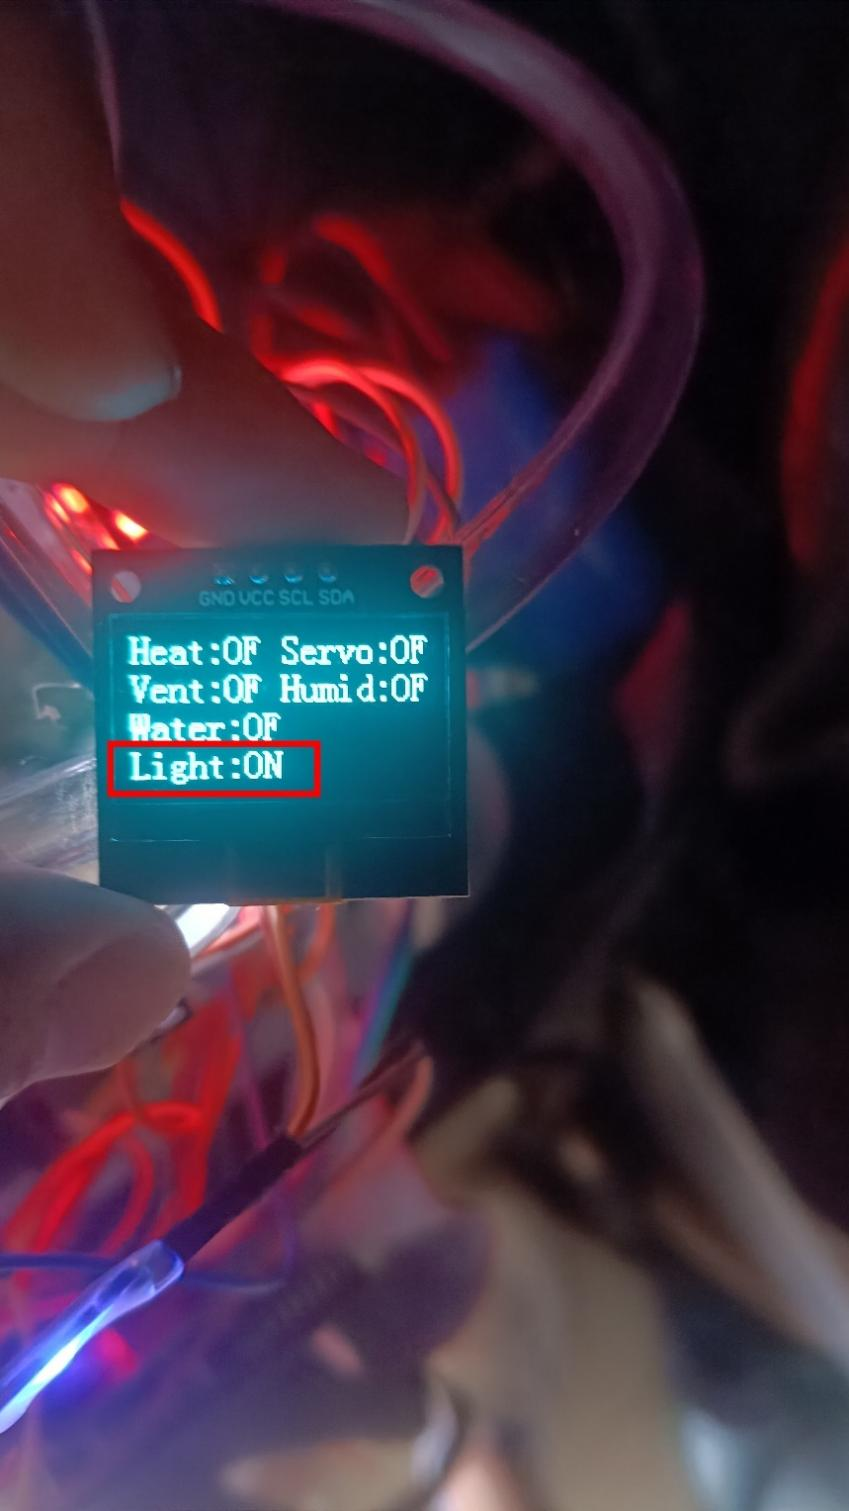 GND VCC SCL SDA
Heat:OF Servo:OF
Vent:OF Humid:OF
Water:OF
Light:ON